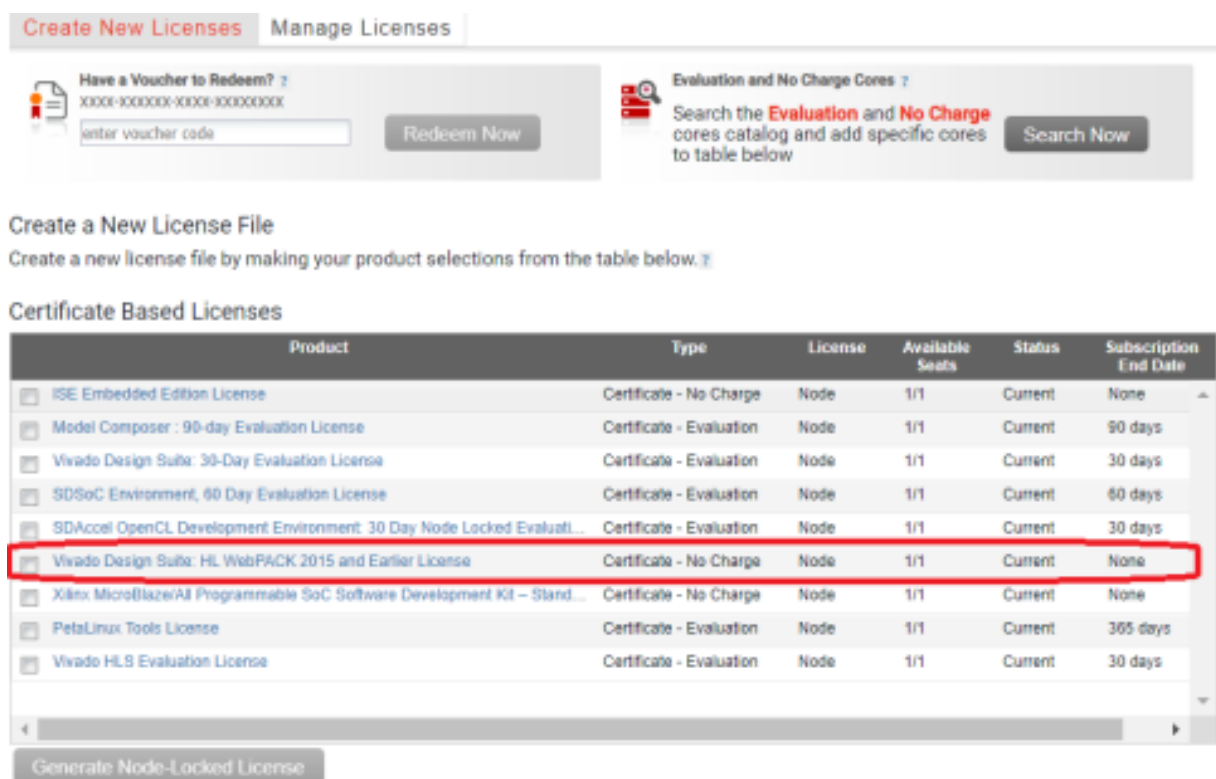 Create New Licenses Manage Licenses
Have a Voucher to Redeem? ?
XXXX-XXXXXX-XXXX-XXXXXXXX
enter voucher code
Redeem Now
Evaluation and No Charge Cores ?
Search the Evaluation and No Charge
cores catalog and add specific cores
to table below
Search Now
Create a New License File
Create a new license file by making your product selections from the table below. ?
Certificate Based Licenses
Product Type License Available Seats Status Subscription End Date
ISE Embedded Edition License Certificate - No Charge Node 1/1 Current None
Model Composer : 90-day Evaluation License Certificate - Evaluation Node 1/1 Current 90 days
Vivado Design Suite: 30-Day Evaluation License Certificate - Evaluation Node 1/1 Current 30 days
SDSoC Environment, 60 Day Evaluation License Certificate - Evaluation Node 1/1 Current 60 days
SDAccel OpenCL Development Environment: 30 Day Node Locked Evaluati... Certificate - Evaluation Node 1/1 Current 30 days
Vivado Design Suite: HL WebPACK 2015 and Earlier License Certificate - No Charge Node 1/1 Current None
Xilinx MicroBlaze/All Programmable SoC Software Development Kit – Stand... Certificate - No Charge Node 1/1 Current None
PetaLinux Tools License Certificate - Evaluation Node 1/1 Current 365 days
Vivado HLS Evaluation License Certificate - Evaluation Node 1/1 Current 30 days
Generate Node-Locked License